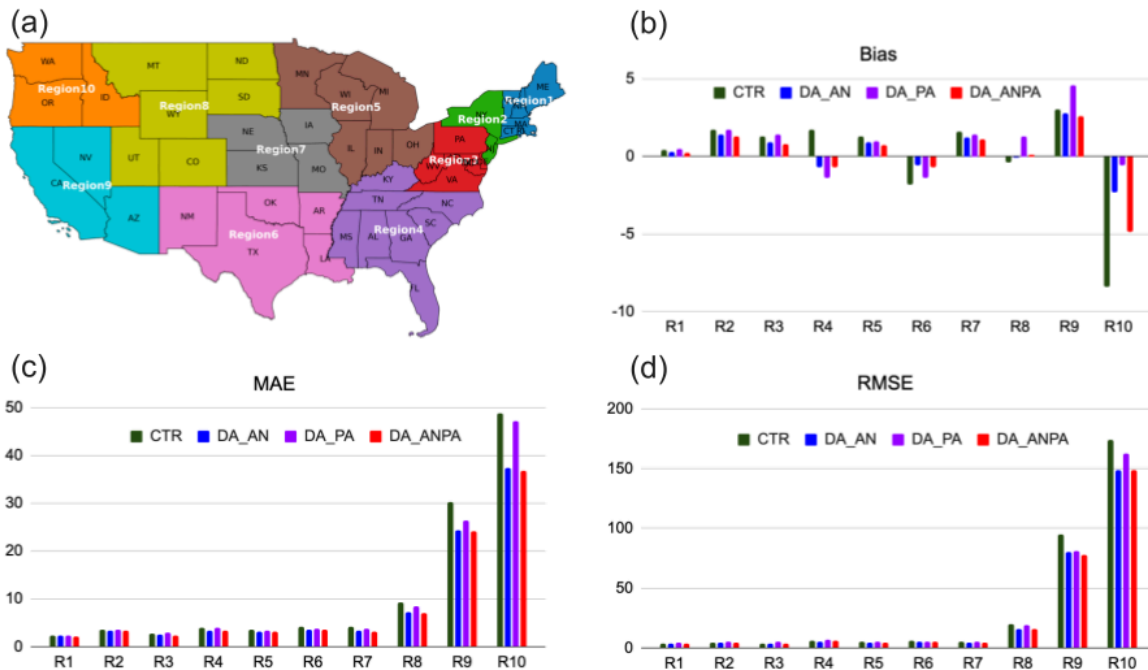 (a)
WA
MT
ND
MN
ME
Region10
OR
ID
Region8
SD
WY
WI
MI
Region5
Region1
MA
Region2
NE
IA
PA
NV
UT
CO
Region7
IL
IN
OH
KS
MO
VA
CA
Region9
KY
AZ
NM
OK
AR
TN
NC
Region6
MS
AL
GA
SC
Region4
TX
LA
FL
(b)
Bias
CTR DA_AN DA_PA DA_ANPA
5
0
-5
-10
R1 R2 R3 R4 R5 R6 R7 R8 R9 R10
(c)
MAE
CTR DA_AN DA_PA DA_ANPA
50
40
30
20
10
0
R1 R2 R3 R4 R5 R6 R7 R8 R9 R10
(d)
RMSE
CTR DA_AN DA_PA DA_ANPA
200
150
100
50
0
R1 R2 R3 R4 R5 R6 R7 R8 R9 R10